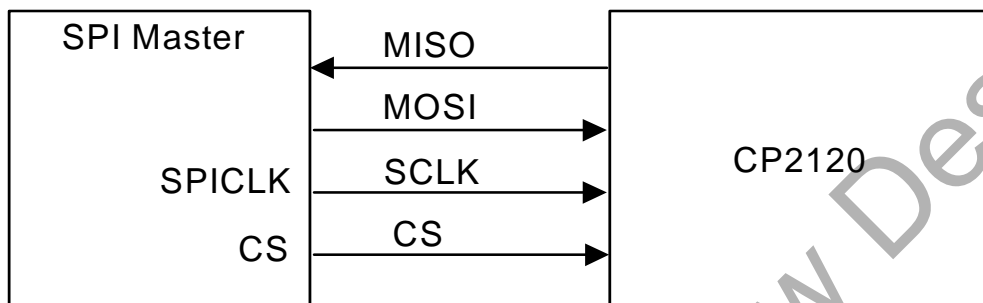 SPI Master
MISO
MOSI
CP2120
SPICLK
SCLK
CS
CS